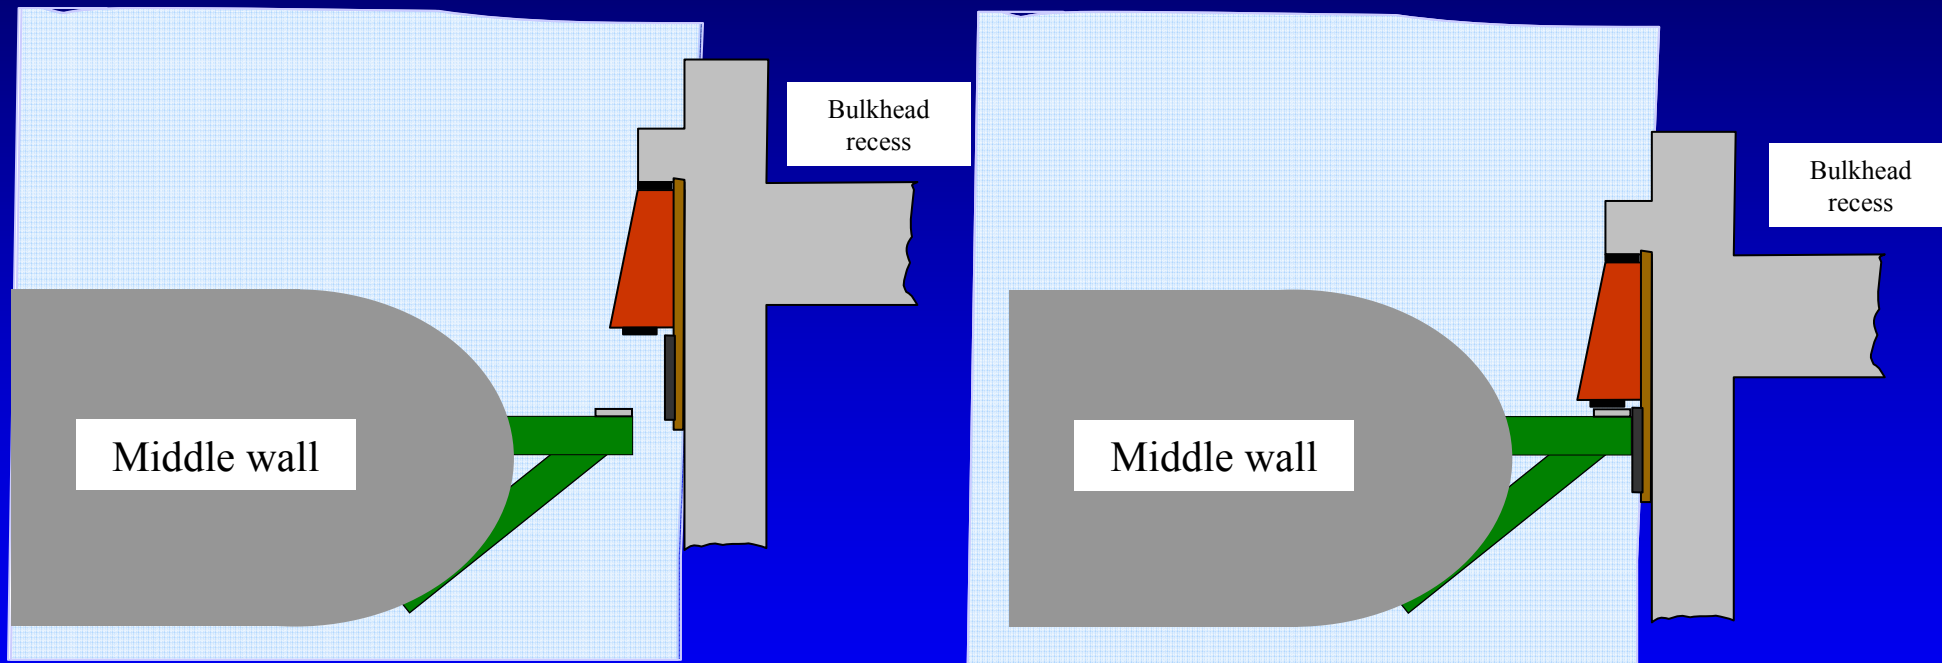 Bulkhead
recess
Middle wall
Bulkhead
recess
Middle wall